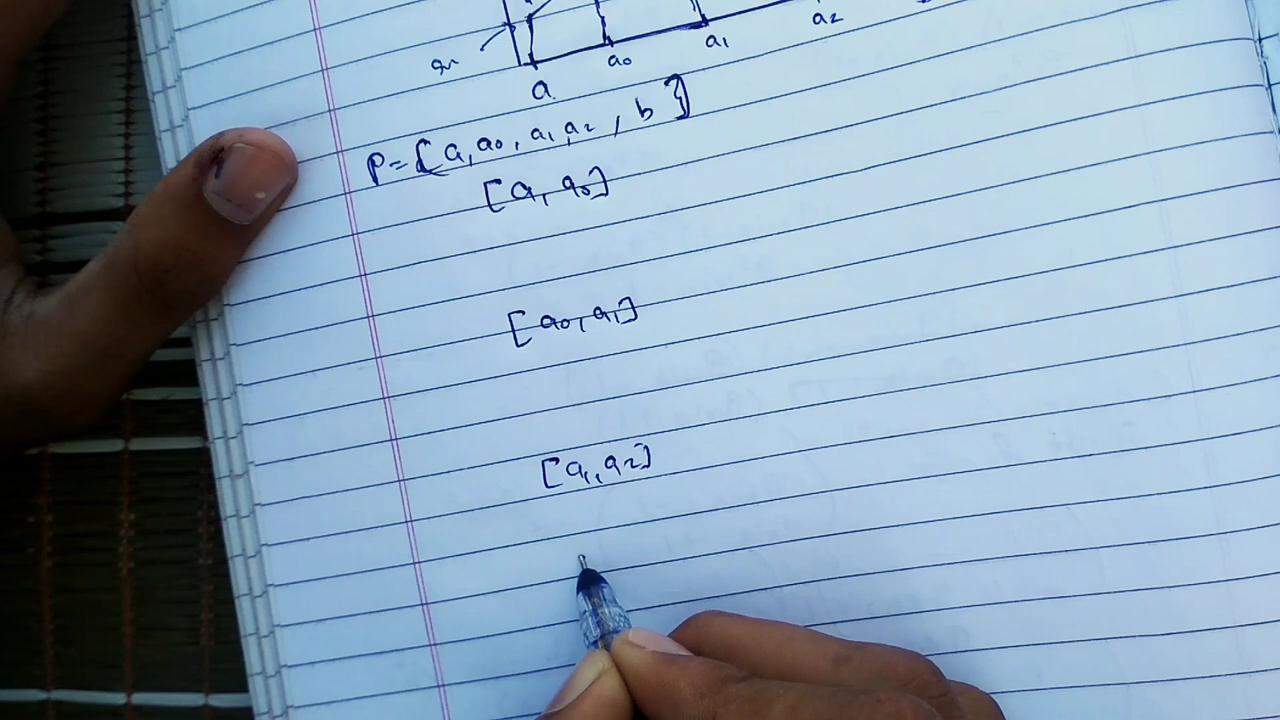 a₂
a₁
a₀
a
P = [a, a₀, a₁, a₂, b]
[a, a₀]
[a₀, a₁]
[a₁, a₂]